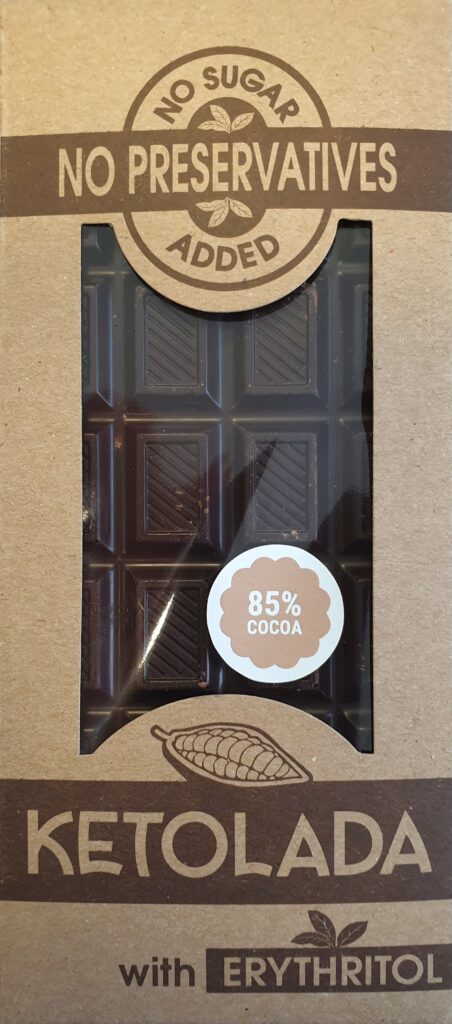 NO SUGAR
NO PRESERVATIVES
ADDED
85%
COCOA
KETOLADA
with ERYTHRITOL